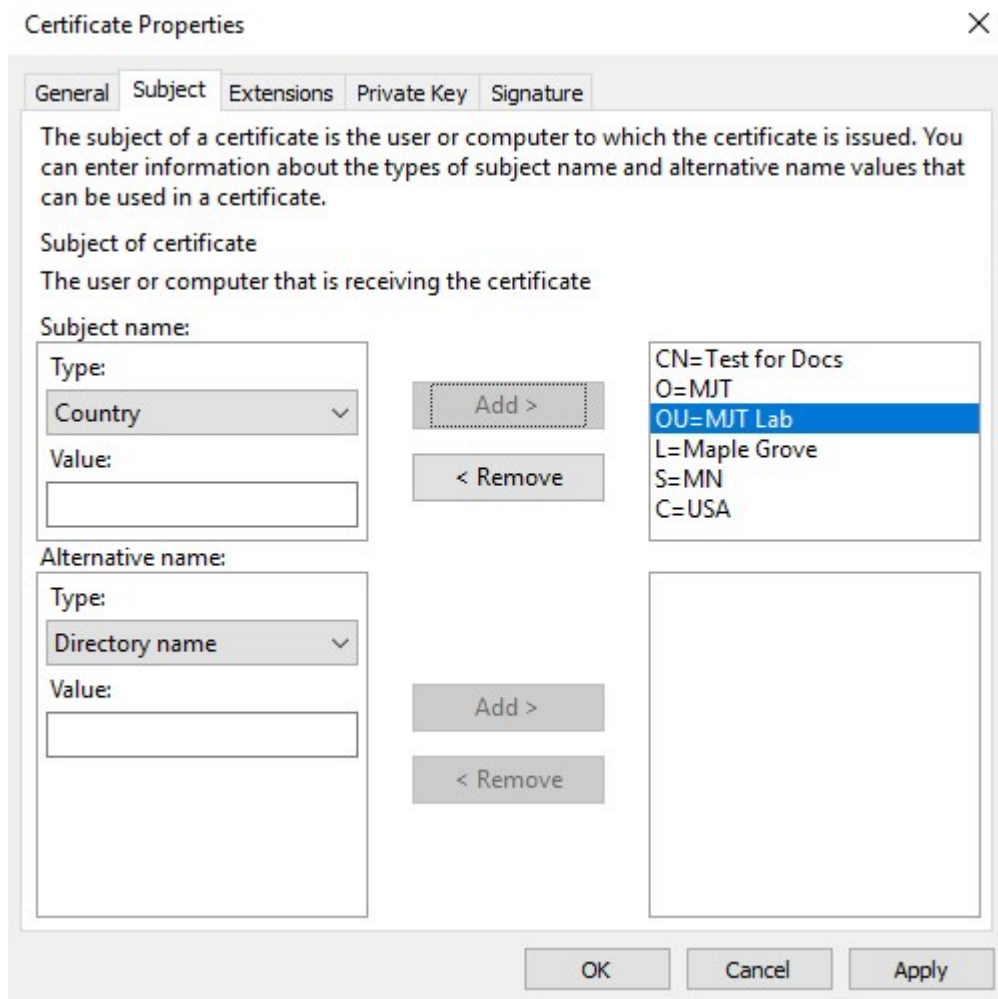 Certificate Properties
General Subject Extensions Private Key Signature
The subject of a certificate is the user or computer to which the certificate is issued. You
can enter information about the types of subject name and alternative name values that
can be used in a certificate.
Subject of certificate
The user or computer that is receiving the certificate
Subject name:
Type:
Country
Value:
Add >
< Remove
CN=Test for Docs
O=MJT
OU=MJT Lab
L=Maple Grove
S=MN
C=USA
Alternative name:
Type:
Directory name
Value:
Add >
< Remove
OK Cancel Apply